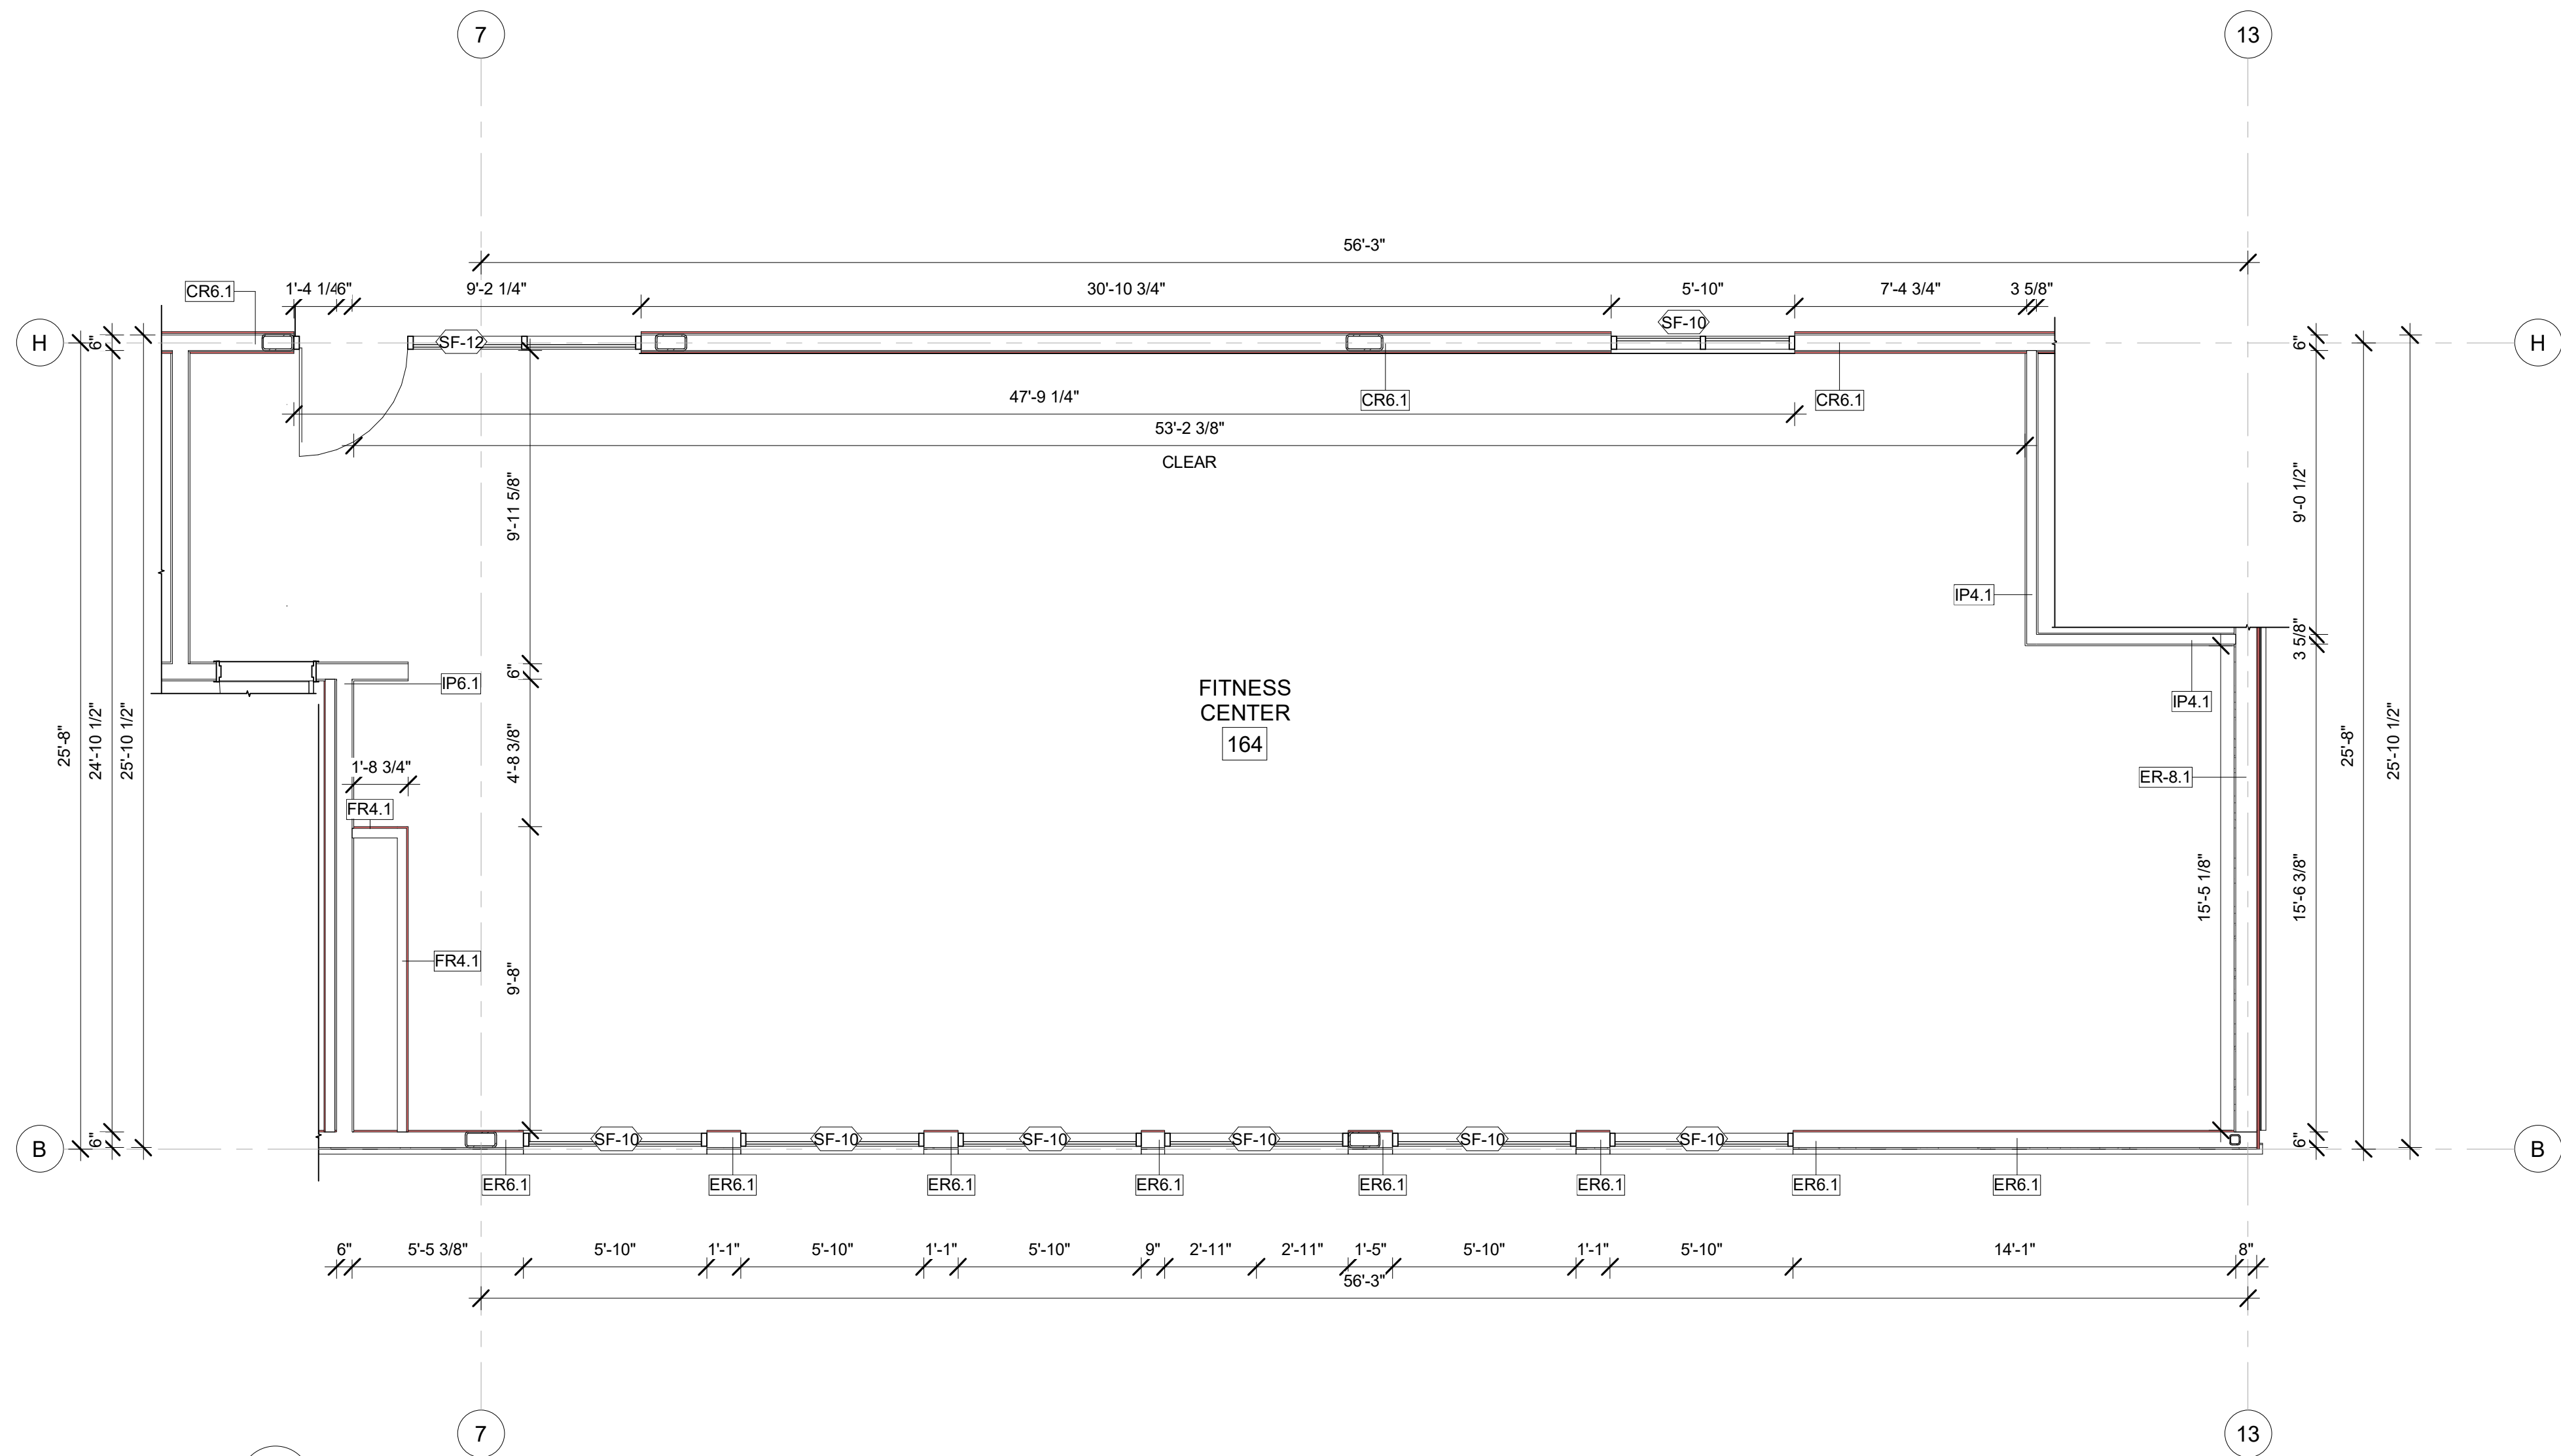 7
13
56'-3"
CR6.1
1'-4 1/4
6"
9'-2 1/4"
30'-10 3/4"
5'-10"
7'-4 3/4"
3 5/8"
SF-10
H
6"
SF-12
6"
H
CR6.1
CR6.1
47'-9 1/4"
53'-2 3/8"
CLEAR
9'-11 5/8"
9'-0 1/2"
IP4.1
3 5/8"
6"
IP6.1
FITNESS
CENTER
164
IP4.1
25'-8"
24'-10 1/2"
25'-10 1/2"
4'-8 3/8"
1'-8 3/4"
FR4.1
ER-8.1
25'-8"
25'-10 1/2"
15'-5 1/8"
15'-6 3/8"
FR4.1
9'-8"
B
6"
SF-10
SF-10
SF-10
SF-10
SF-10
SF-10
6"
B
ER6.1
ER6.1
ER6.1
ER6.1
ER6.1
ER6.1
ER6.1
ER6.1
6"
5'-5 3/8"
5'-10"
1'-1"
5'-10"
1'-1"
5'-10"
9"
2'-11"
2'-11"
1'-5"
5'-10"
1'-1"
5'-10"
14'-1"
8"
56'-3"
7
13